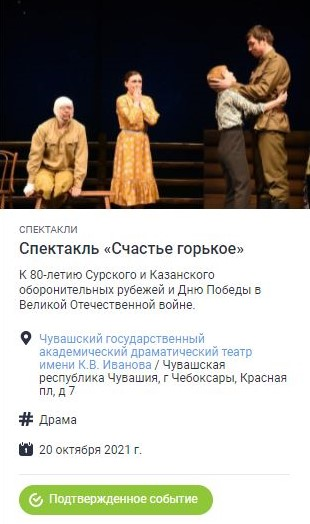 СПЕКТАКЛИ
Спектакль «Счастье горькое»
К 80-летию Сурского и Казанского
оборонительных рубежей и Дню Победы в
Великой Отечественной войне.
Чувашский государственный
академический драматический театр
имени К.В. Иванова / Чувашская
республика Чувашия, г Чебоксары, Красная
пл, д 7
# Драма
20 октября 2021 г.
Подтвержденное событие